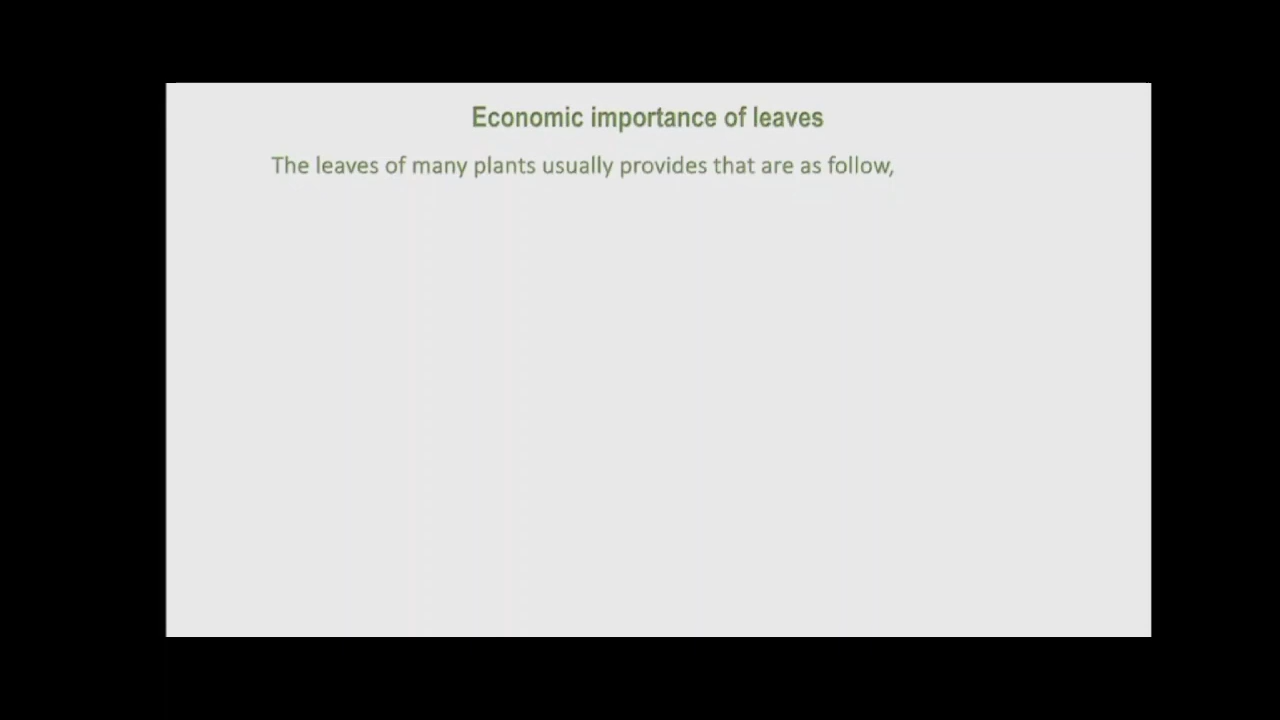 Economic importance of leaves
The leaves of many plants usually provides that are as follow,